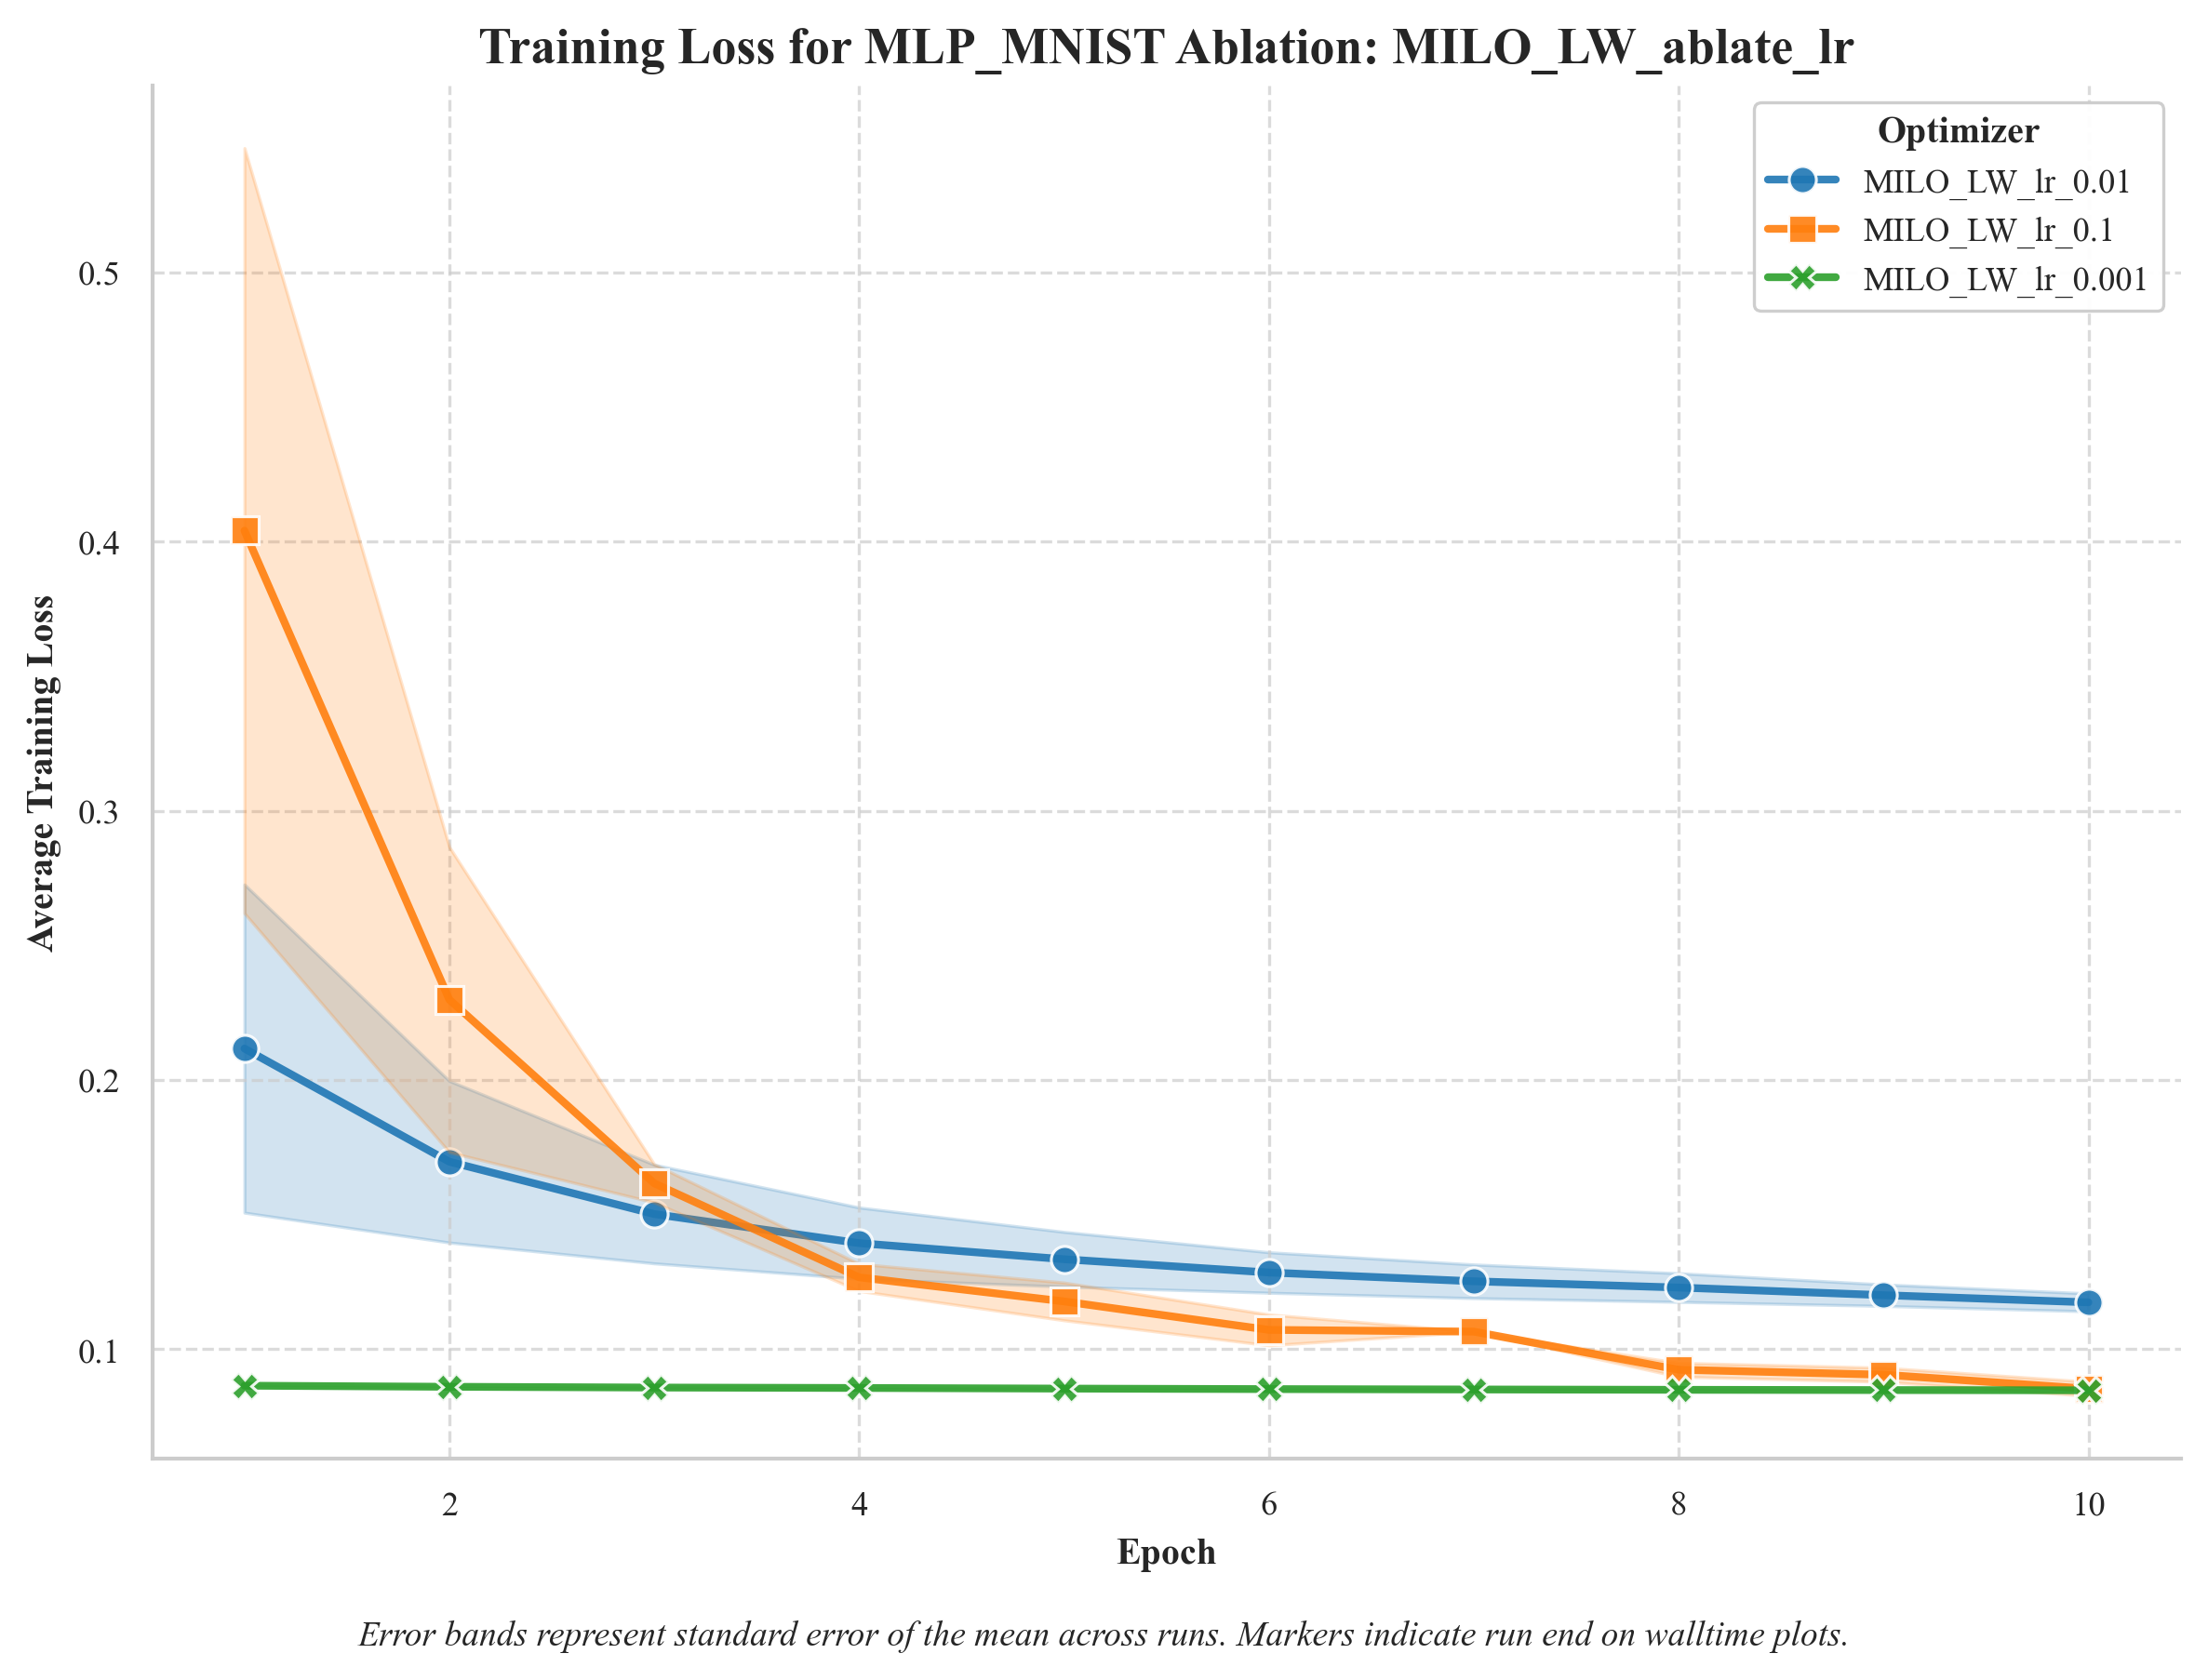 Training Loss for MLP_MNIST Ablation: MILO_LW_ablate_lr
Optimizer
MILO_LW_lr_0.01
MILO_LW_lr_0.1
MILO_LW_lr_0.001
Average Training Loss
0.5
0.4
0.3
0.2
0.1
2 4 6 8 10
Epoch
Error bands represent standard error of the mean across runs. Markers indicate run end on walltime plots.